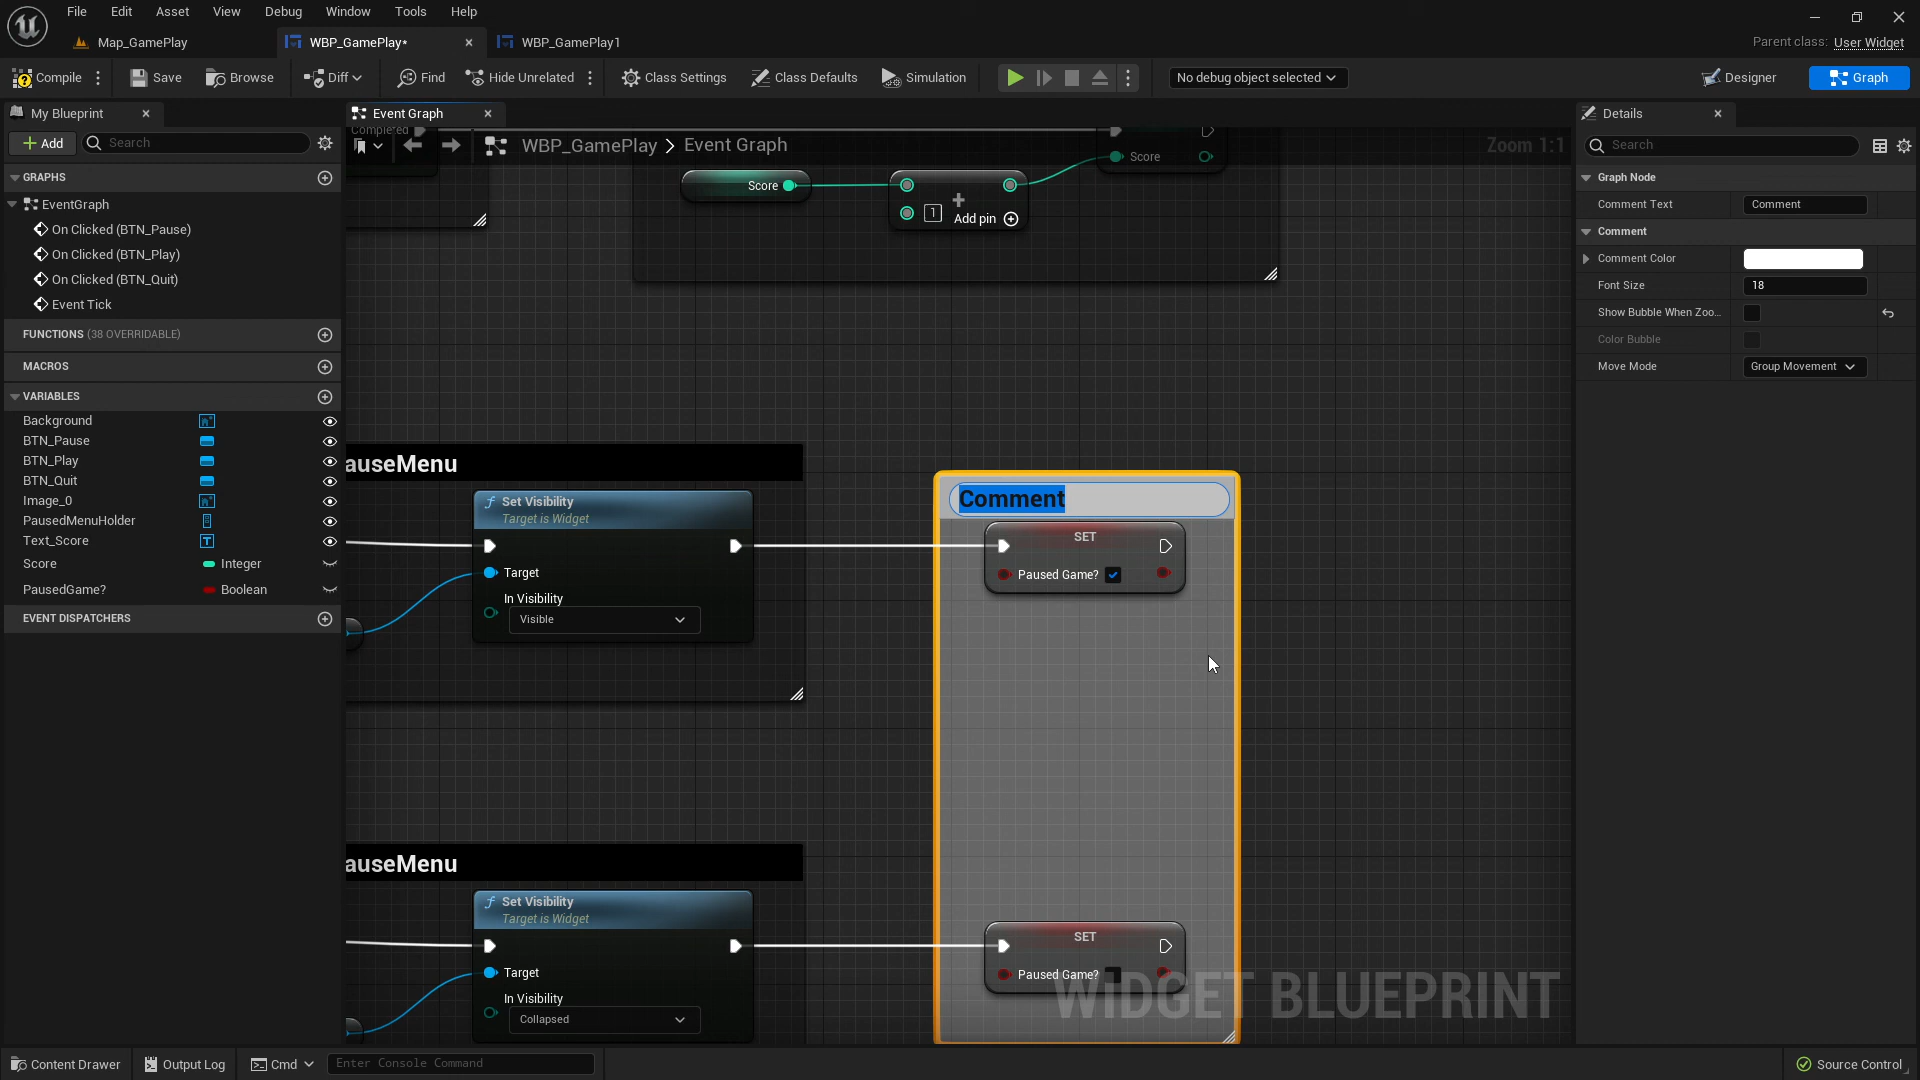 File Edit Asset View Debug Window Tools Help
Map_GamePlay WBP_GamePlay* WBP_GamePlay1 Parent class: User Widget
Compile Save Browse Diff Find Hide Unrelated Class Settings Class Defaults Simulation No debug object selected Designer Graph
My Blueprint
Add Search
GRAPHS
EventGraph
On Clicked (BTN_Pause)
On Clicked (BTN_Play)
On Clicked (BTN_Quit)
Event Tick
FUNCTIONS (38 OVERRIDABLE)
MACROS
VARIABLES
Background
BTN_Pause
BTN_Play
BTN_Quit
Image_0
PausedMenuHolder
Text_Score
Score Integer
PausedGame? Boolean
EVENT DISPATCHERS
Event Graph
Completed
WBP_GamePlay > Event Graph Zoom 1:1
Score
Score
1 Add pin
auseMenu
Set Visibility
Target is Widget
Target
In Visibility
Visible
Comment
SET
Paused Game?
auseMenu
Set Visibility
Target is Widget
Target
In Visibility
Collapsed
SET
Paused Game?
WIDGET BLUEPRINT
Details
Search
Graph Node
Comment Text Comment
Comment
Comment Color
Font Size 18
Show Bubble When Zoo...
Color Bubble
Move Mode Group Movement
Content Drawer Output Log Cmd Enter Console Command Source Control